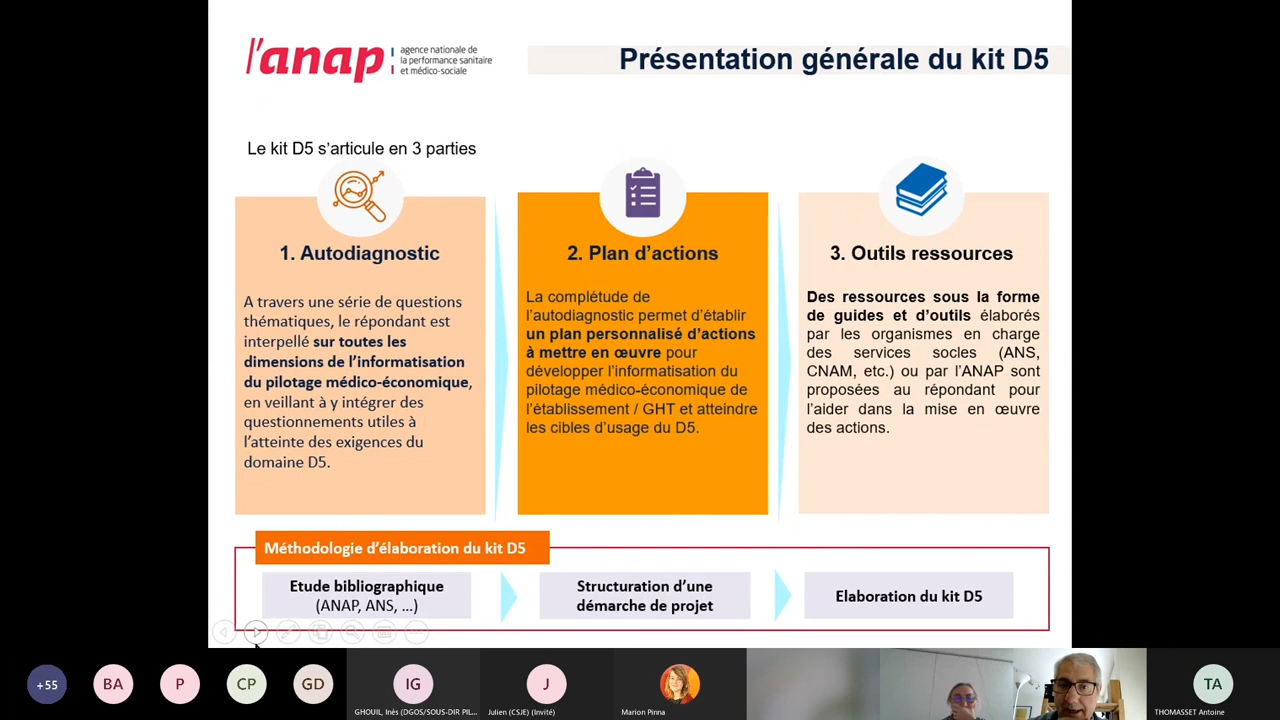 l'anap
agence nationale de
la performance sanitaire
et médico-sociale
Présentation générale du kit D5
Le kit D5 s'articule en 3 parties
1. Autodiagnostic
A travers une série de questions
thématiques, le répondant est
interpellé sur toutes les
dimensions de l'informatisation
du pilotage médico-économique,
en veillant à y intégrer des
questionnements utiles à
l'atteinte des exigences du
domaine D5.
2. Plan d'actions
La complétude de
l'autodiagnostic permet d'établir
un plan personnalisé d'actions
à mettre en œuvre pour
développer l'informatisation du
pilotage médico-économique de
l'établissement / GHT et atteindre
les cibles d'usage du D5.
3. Outils ressources
Des ressources sous la forme
de guides et d'outils élaborés
par les organismes en charge
des services socles (ANS,
CNAM, etc.) ou par l'ANAP sont
proposées au répondant pour
l'aider dans la mise en œuvre
des actions.
Méthodologie d'élaboration du kit D5
Etude bibliographique
(ANAP, ANS, ...)
Structuration d'une
démarche de projet
Elaboration du kit D5
+55
BA
P
CP
GD
IG
GHOUIL, Inès (DGOS/SOUS-DIR PIL...
J
Julien (CSJE) (Invité)
Marion Pinna
TA
THOMASSET Antoine